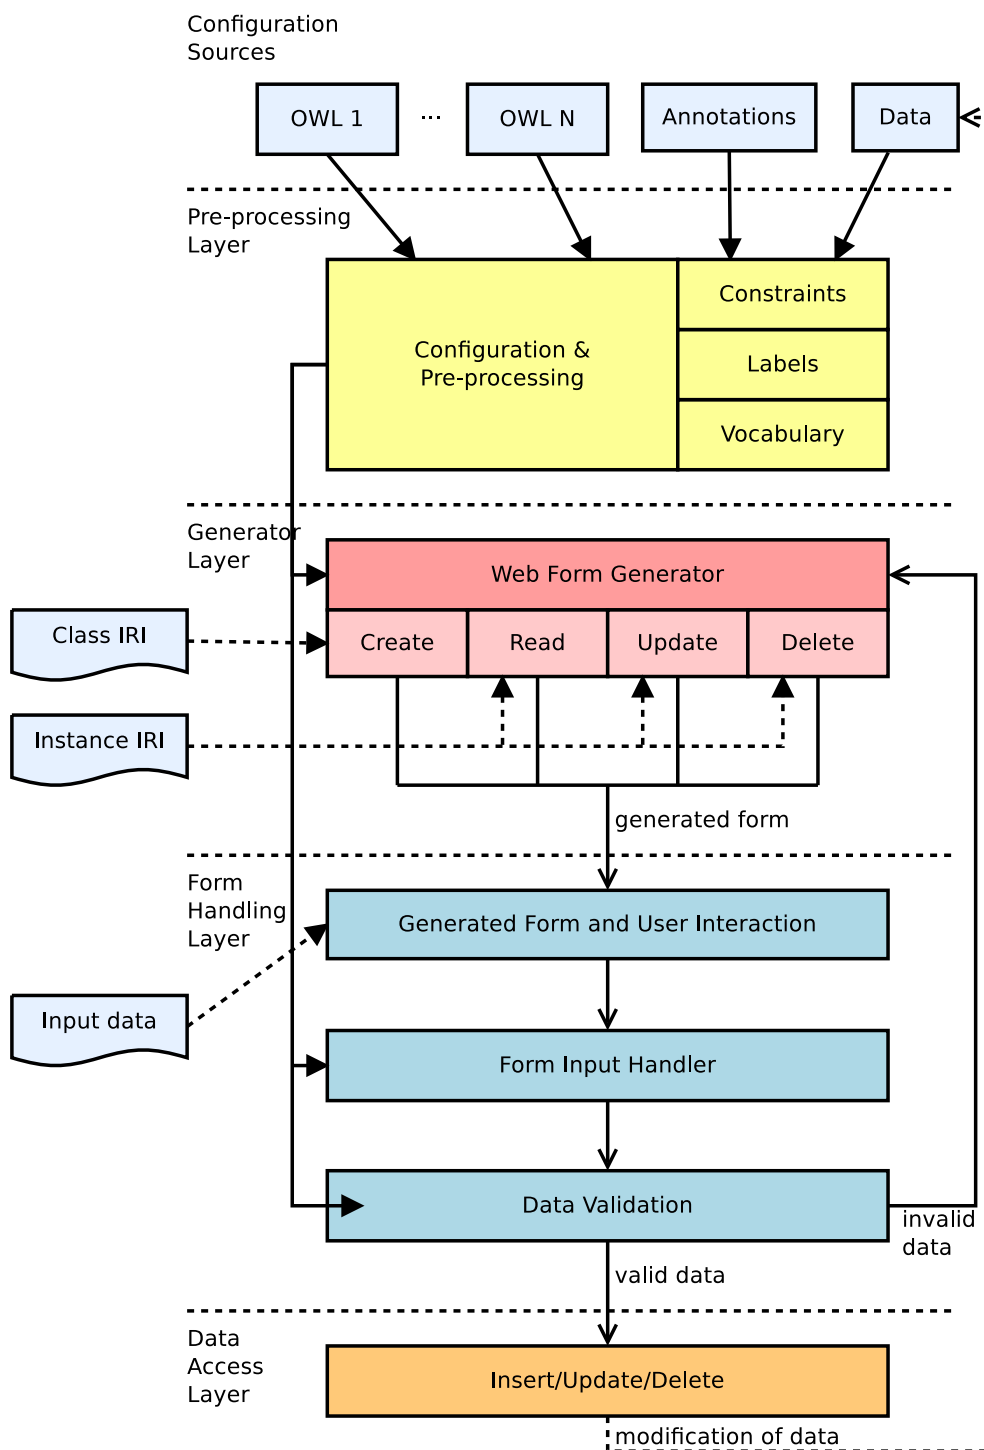 Configuration
Sources
OWL 1
...
OWL N
Annotations
Data
Pre-processing
Layer
Configuration &
Pre-processing
Constraints
Labels
Vocabulary
Generator
Layer
Web Form Generator
Class IRI
Create
Read
Update
Delete
Instance IRI
generated form
Form
Handling
Layer
Generated Form and User Interaction
Input data
Form Input Handler
Data Validation
invalid
data
valid data
Data
Access
Layer
Insert/Update/Delete
modification of data